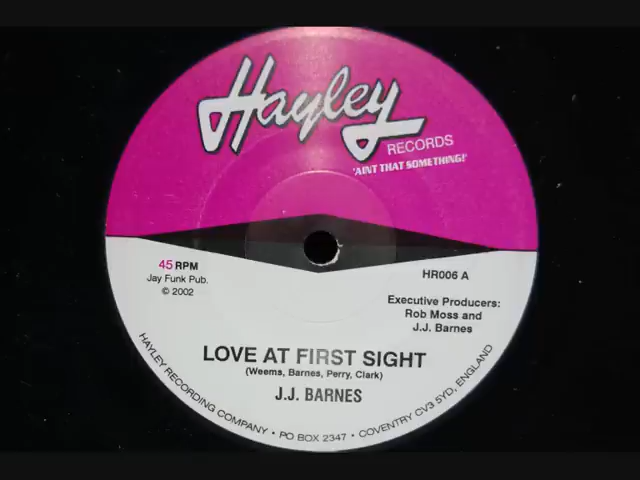 Hayley
RECORDS
'AINT THAT SOMETHING!'
45 RPM
Jay Funk Pub.
© 2002
HR006 A
Executive Producers:
Rob Moss and
J.J. Barnes
LOVE AT FIRST SIGHT
(Weems, Barnes, Perry, Clark)
J.J. BARNES
HAYLEY RECORDING COMPANY • PO BOX 2347 • COVENTRY CV3 5YD, ENGLAND